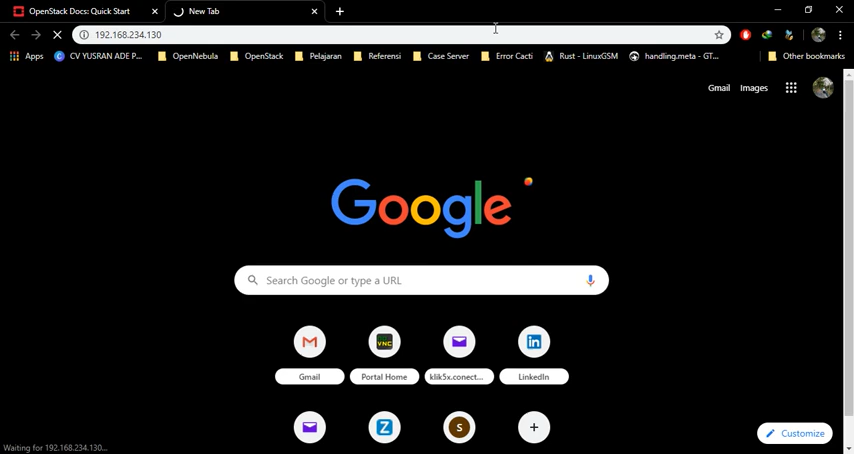 OpenStack Docs: Quick Start
New Tab
192.168.234.130
Apps CV YUSRAN ADE P... OpenNebula OpenStack Pelajaran Referensi Case Server Error Cacti Rust - LinuxGSM handling.meta - GT... Other bookmarks
Gmail Images
Google
Search Google or type a URL
VNC
in
Gmail Portal Home klik5x.conect... LinkedIn
Z
S
Customize
Waiting for 192.168.234.130...